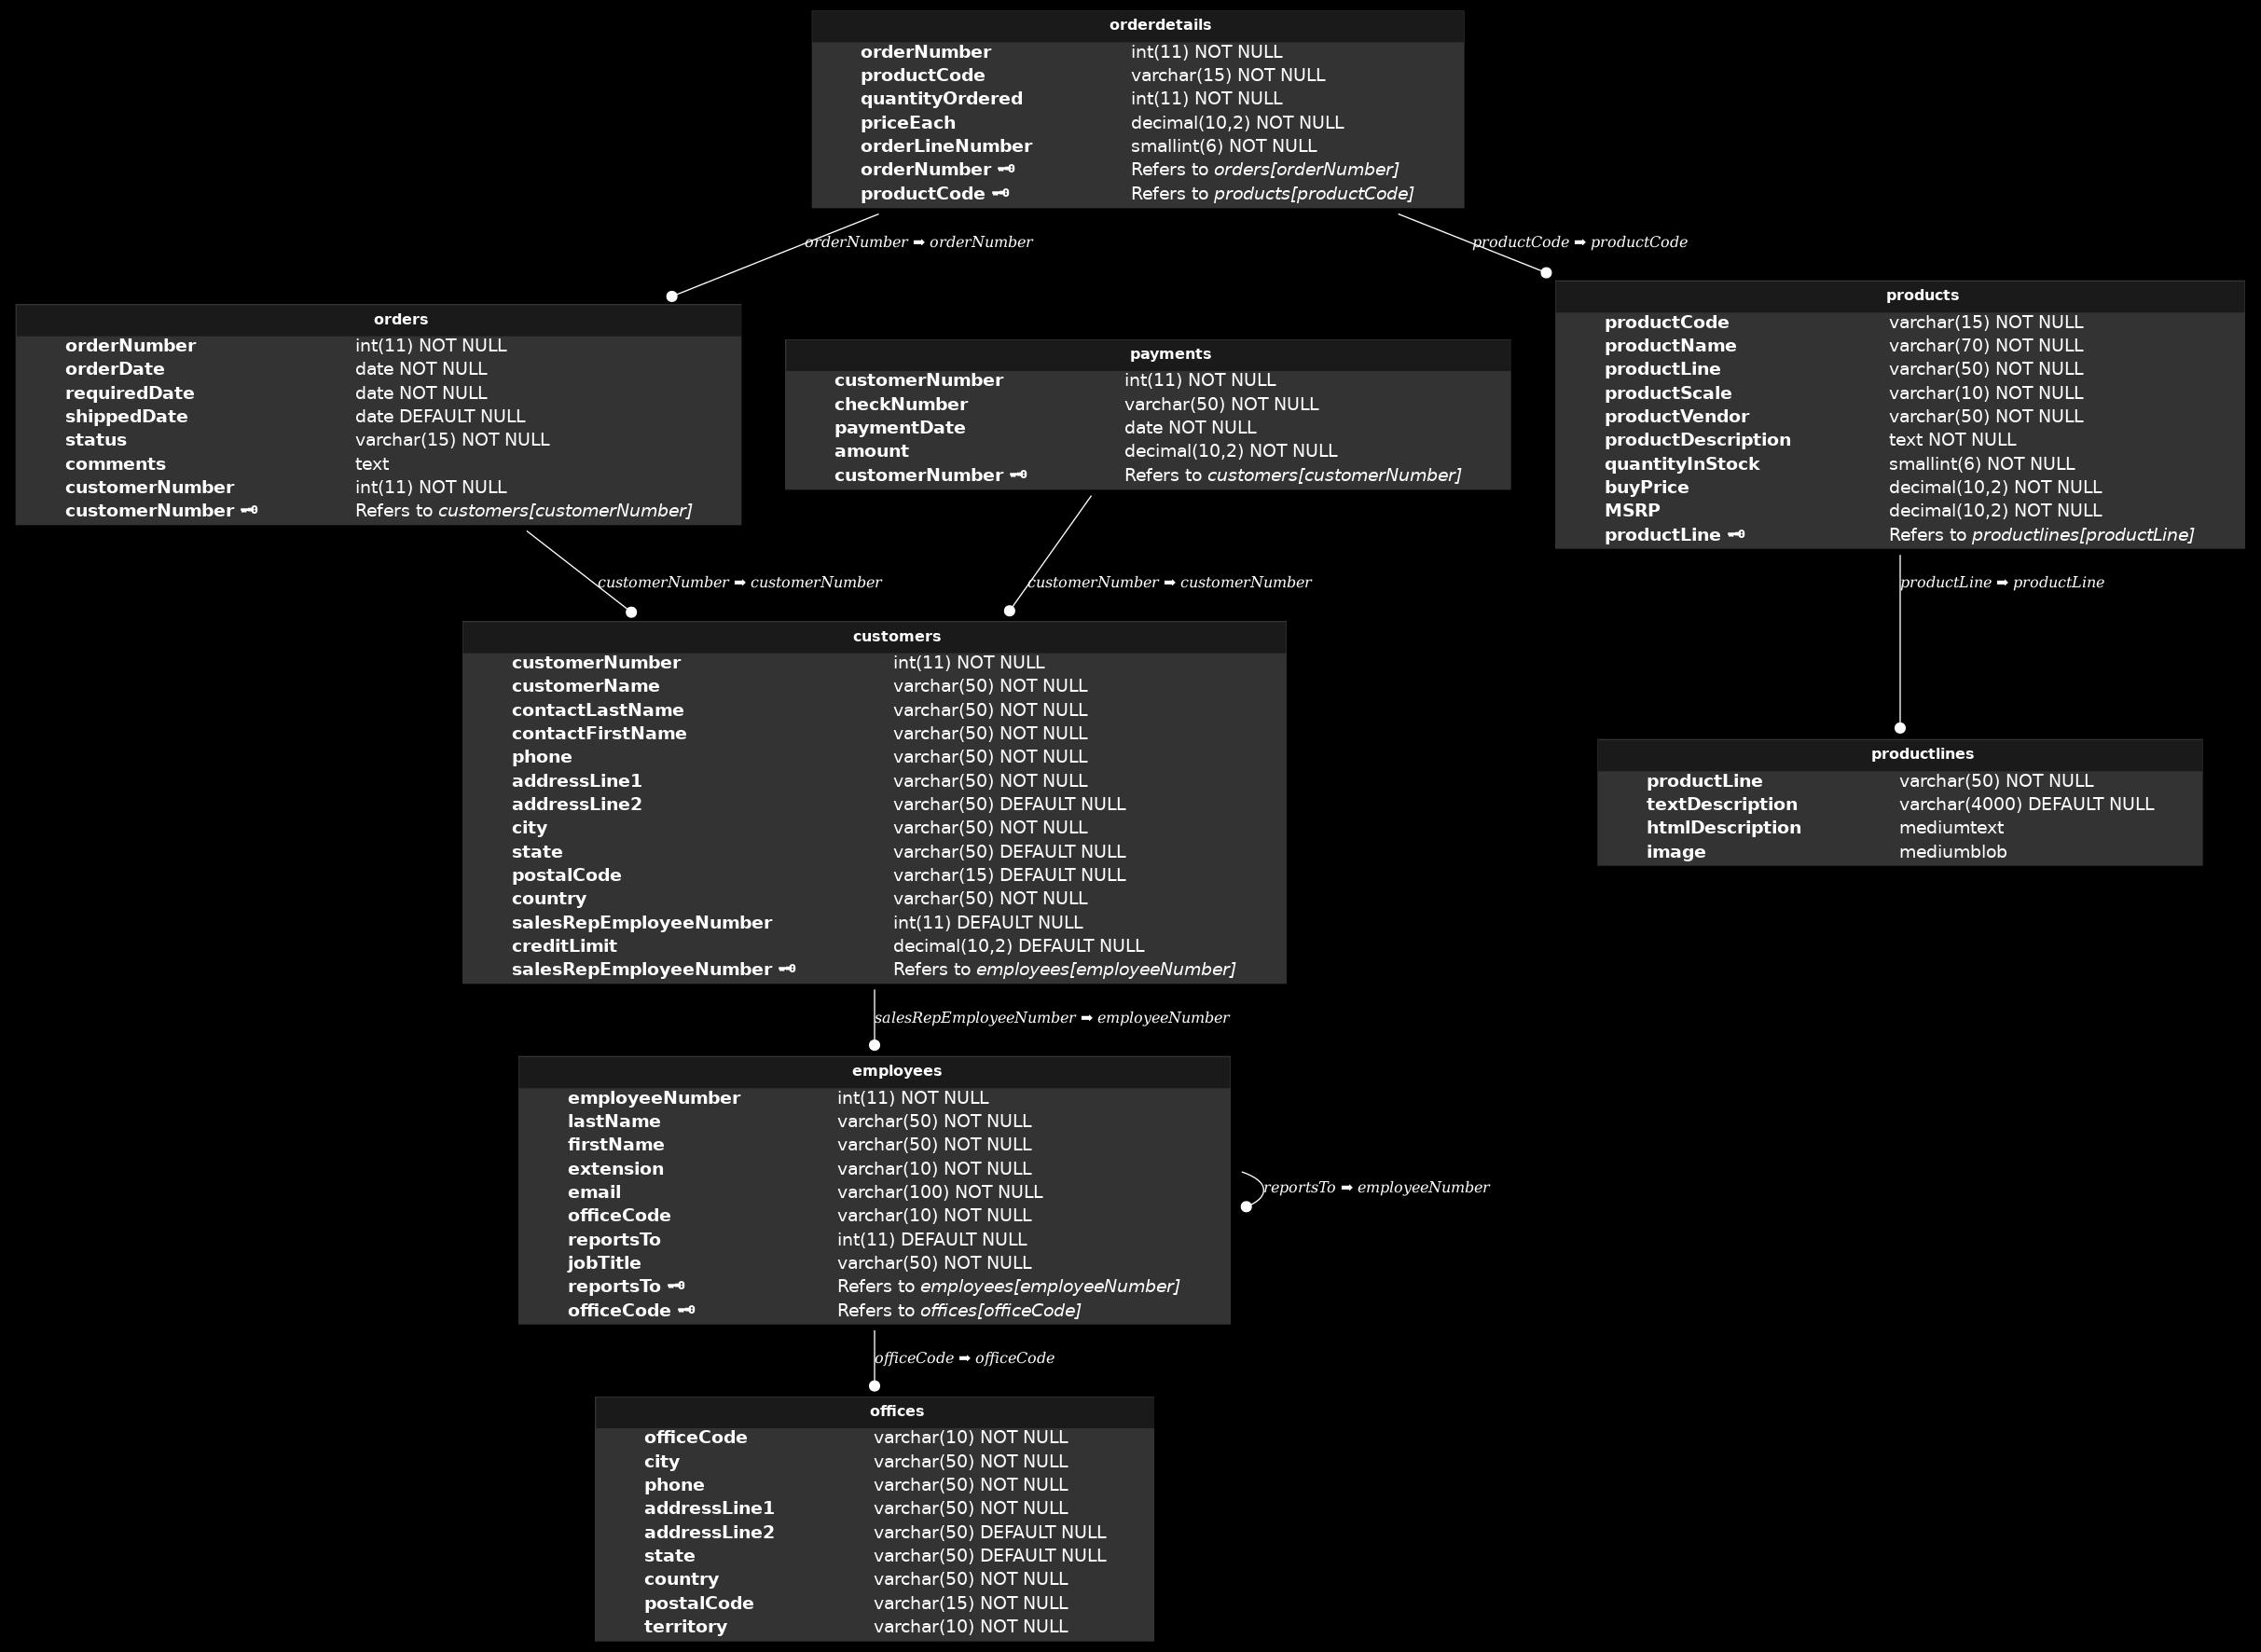 orderdetails
orderNumber int(11) NOT NULL
productCode varchar(15) NOT NULL
quantityOrdered int(11) NOT NULL
priceEach decimal(10,2) NOT NULL
orderLineNumber smallint(6) NOT NULL
orderNumber 🗝 Refers to orders[orderNumber]
productCode 🗝 Refers to products[productCode]
orderNumber ➡ orderNumber
productCode ➡ productCode
orders
orderNumber int(11) NOT NULL
orderDate date NOT NULL
requiredDate date NOT NULL
shippedDate date DEFAULT NULL
status varchar(15) NOT NULL
comments text
customerNumber int(11) NOT NULL
customerNumber 🗝 Refers to customers[customerNumber]
payments
customerNumber int(11) NOT NULL
checkNumber varchar(50) NOT NULL
paymentDate date NOT NULL
amount decimal(10,2) NOT NULL
customerNumber 🗝 Refers to customers[customerNumber]
products
productCode varchar(15) NOT NULL
productName varchar(70) NOT NULL
productLine varchar(50) NOT NULL
productScale varchar(10) NOT NULL
productVendor varchar(50) NOT NULL
productDescription text NOT NULL
quantityInStock smallint(6) NOT NULL
buyPrice decimal(10,2) NOT NULL
MSRP decimal(10,2) NOT NULL
productLine 🗝 Refers to productlines[productLine]
customerNumber ➡ customerNumber
customerNumber ➡ customerNumber
productLine ➡ productLine
customers
customerNumber int(11) NOT NULL
customerName varchar(50) NOT NULL
contactLastName varchar(50) NOT NULL
contactFirstName varchar(50) NOT NULL
phone varchar(50) NOT NULL
addressLine1 varchar(50) NOT NULL
addressLine2 varchar(50) DEFAULT NULL
city varchar(50) NOT NULL
state varchar(50) DEFAULT NULL
postalCode varchar(15) DEFAULT NULL
country varchar(50) NOT NULL
salesRepEmployeeNumber int(11) DEFAULT NULL
creditLimit decimal(10,2) DEFAULT NULL
salesRepEmployeeNumber 🗝 Refers to employees[employeeNumber]
productlines
productLine varchar(50) NOT NULL
textDescription varchar(4000) DEFAULT NULL
htmlDescription mediumtext
image mediumblob
salesRepEmployeeNumber ➡ employeeNumber
employees
employeeNumber int(11) NOT NULL
lastName varchar(50) NOT NULL
firstName varchar(50) NOT NULL
extension varchar(10) NOT NULL
email varchar(100) NOT NULL
officeCode varchar(10) NOT NULL
reportsTo int(11) DEFAULT NULL
jobTitle varchar(50) NOT NULL
reportsTo 🗝 Refers to employees[employeeNumber]
officeCode 🗝 Refers to offices[officeCode]
reportsTo ➡ employeeNumber
officeCode ➡ officeCode
offices
officeCode varchar(10) NOT NULL
city varchar(50) NOT NULL
phone varchar(50) NOT NULL
addressLine1 varchar(50) NOT NULL
addressLine2 varchar(50) DEFAULT NULL
state varchar(50) DEFAULT NULL
country varchar(50) NOT NULL
postalCode varchar(15) NOT NULL
territory varchar(10) NOT NULL